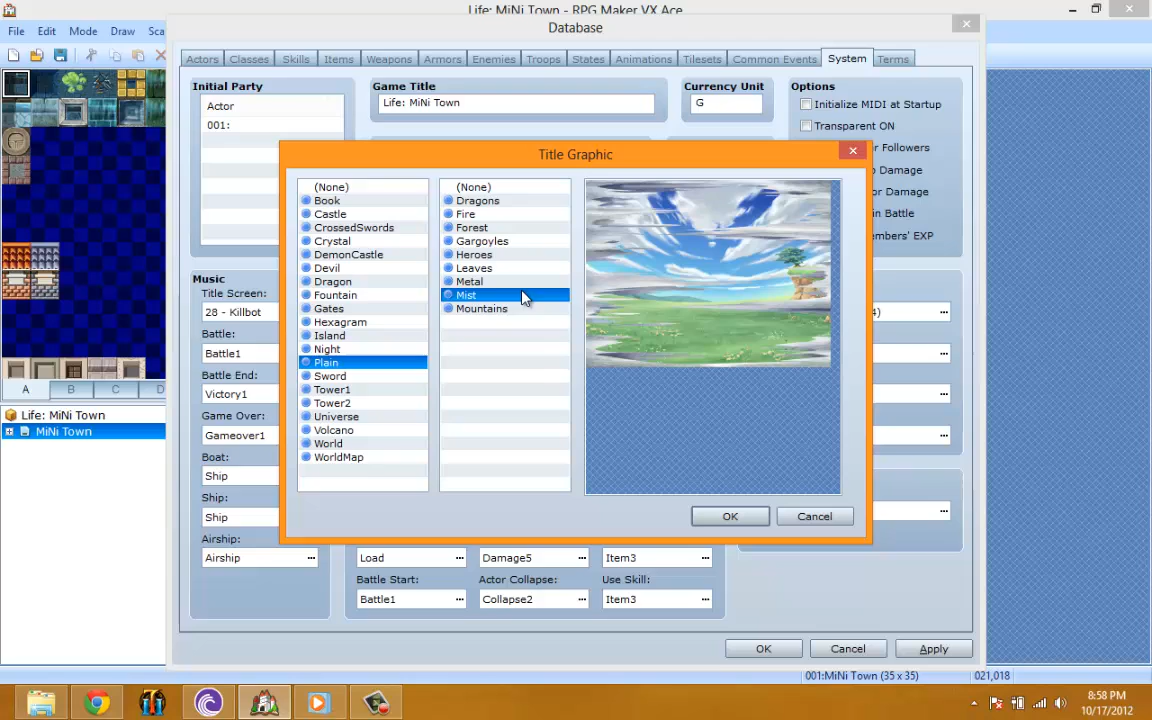 Life: MiNi Town - RPG Maker VX Ace
File Edit Mode Draw Sca
Database
Actors Classes Skills Items Weapons Armors Enemies Troops States Animations Tilesets Common Events System Terms
Initial Party
Actor
001:
Game Title
Life: MiNi Town
Currency Unit
G
Options
Initialize MIDI at Startup
Transparent ON
r Followers
Damage
or Damage
in Battle
embers' EXP
Title Graphic
(None)
Book
Castle
CrossedSwords
Crystal
DemonCastle
Devil
Dragon
Fountain
Gates
Hexagram
Island
Night
Plain
Sword
Tower1
Tower2
Universe
Volcano
World
WorldMap
(None)
Dragons
Fire
Forest
Gargoyles
Heroes
Leaves
Metal
Mist
Mountains
OK Cancel
Music
Title Screen:
28 - Killbot
Battle:
Battle1
Battle End:
Victory1
Game Over:
Gameover1
Boat:
Ship
Ship:
Ship
Airship:
Airship ...
4) ...
...
...
...
...
Load ... Damage5 ... Item3 ...
Battle Start: Actor Collapse: Use Skill:
Battle1 ... Collapse2 ... Item3 ...
OK Cancel Apply
A B C D
Life: MiNi Town
MiNi Town
001:MiNi Town (35 x 35) 021,018
8:58 PM
10/17/2012